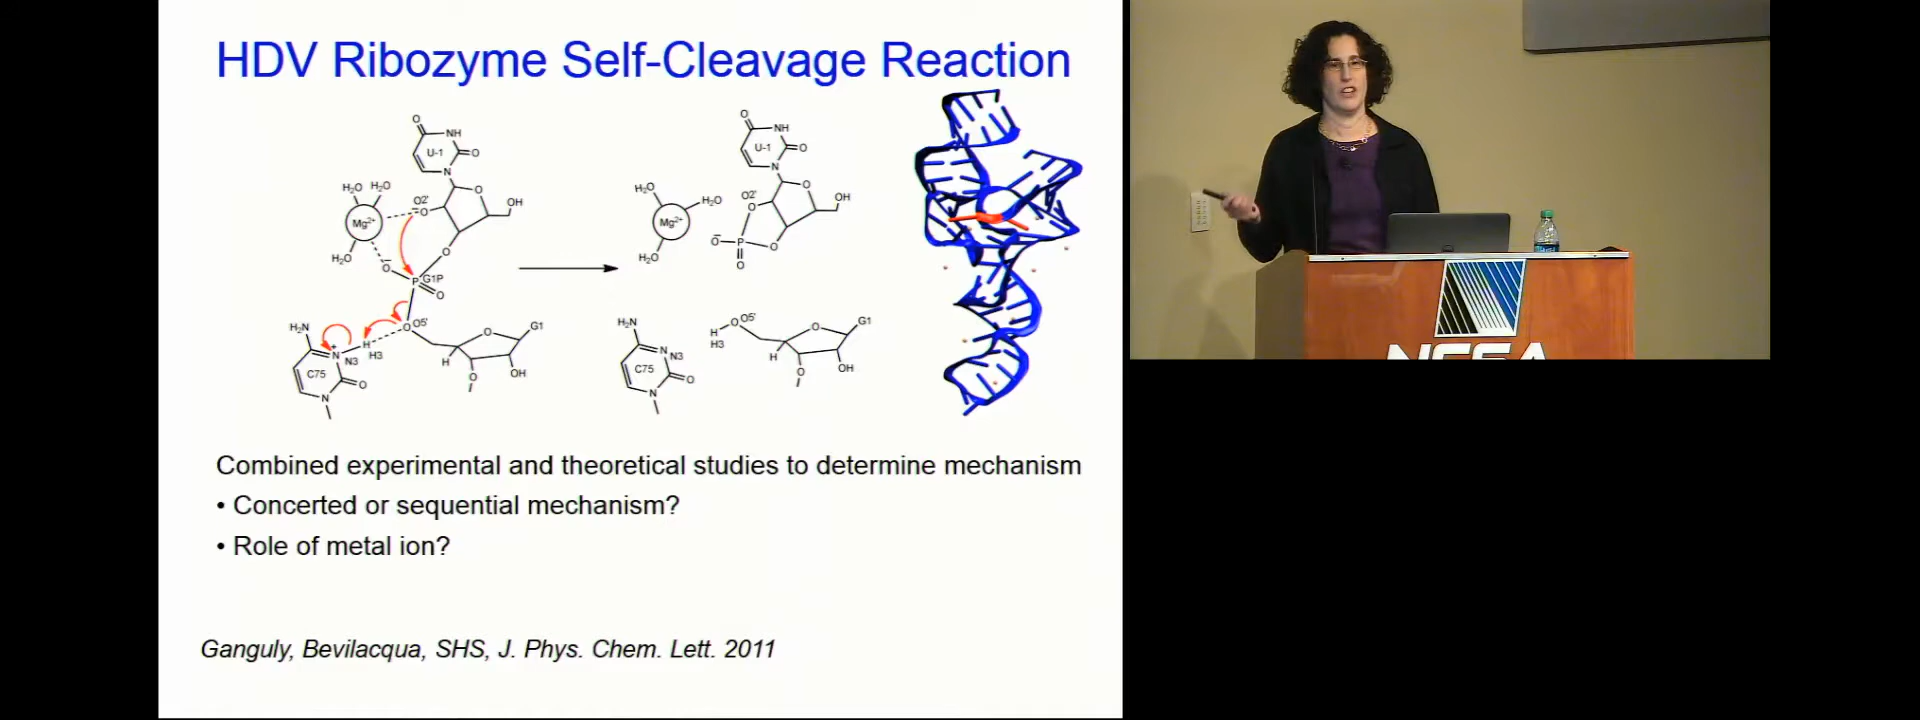 HDV Ribozyme Self-Cleavage Reaction
O
NH
U-1
O
N
H₂O
H₂O
O2'
O
OH
Mg²⁺
O⁻
H₂O
O
O⁻
P
G1P
O
O
O5'
H₂N
+
N
H
N3
H3
C75
O
N
O
G1
H
O
OH
O
NH
U-1
O
N
H₂O
H₂O
O2'
O
OH
Mg²⁺
O
O⁻
P
O
H₂O
O
H₂N
N
N3
C75
O
N
H
O
O5'
H3
O
G1
H
O
OH
Combined experimental and theoretical studies to determine mechanism
• Concerted or sequential mechanism?
• Role of metal ion?
Ganguly, Bevilacqua, SHS, J. Phys. Chem. Lett. 2011
NCSA